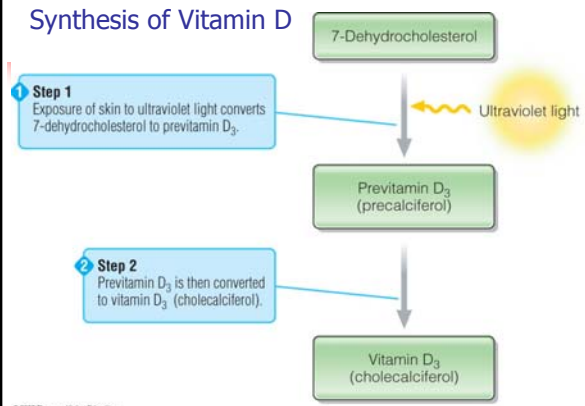 Synthesis of Vitamin D
7-Dehydrocholesterol
1 Step 1
Exposure of skin to ultraviolet light converts
7-dehydrocholesterol to previtamin D₃.
Ultraviolet light
Previtamin D₃
(precalciferol)
2 Step 2
Previtamin D₃ is then converted
to vitamin D₃ (cholecalciferol).
Vitamin D₃
(cholecalciferol)